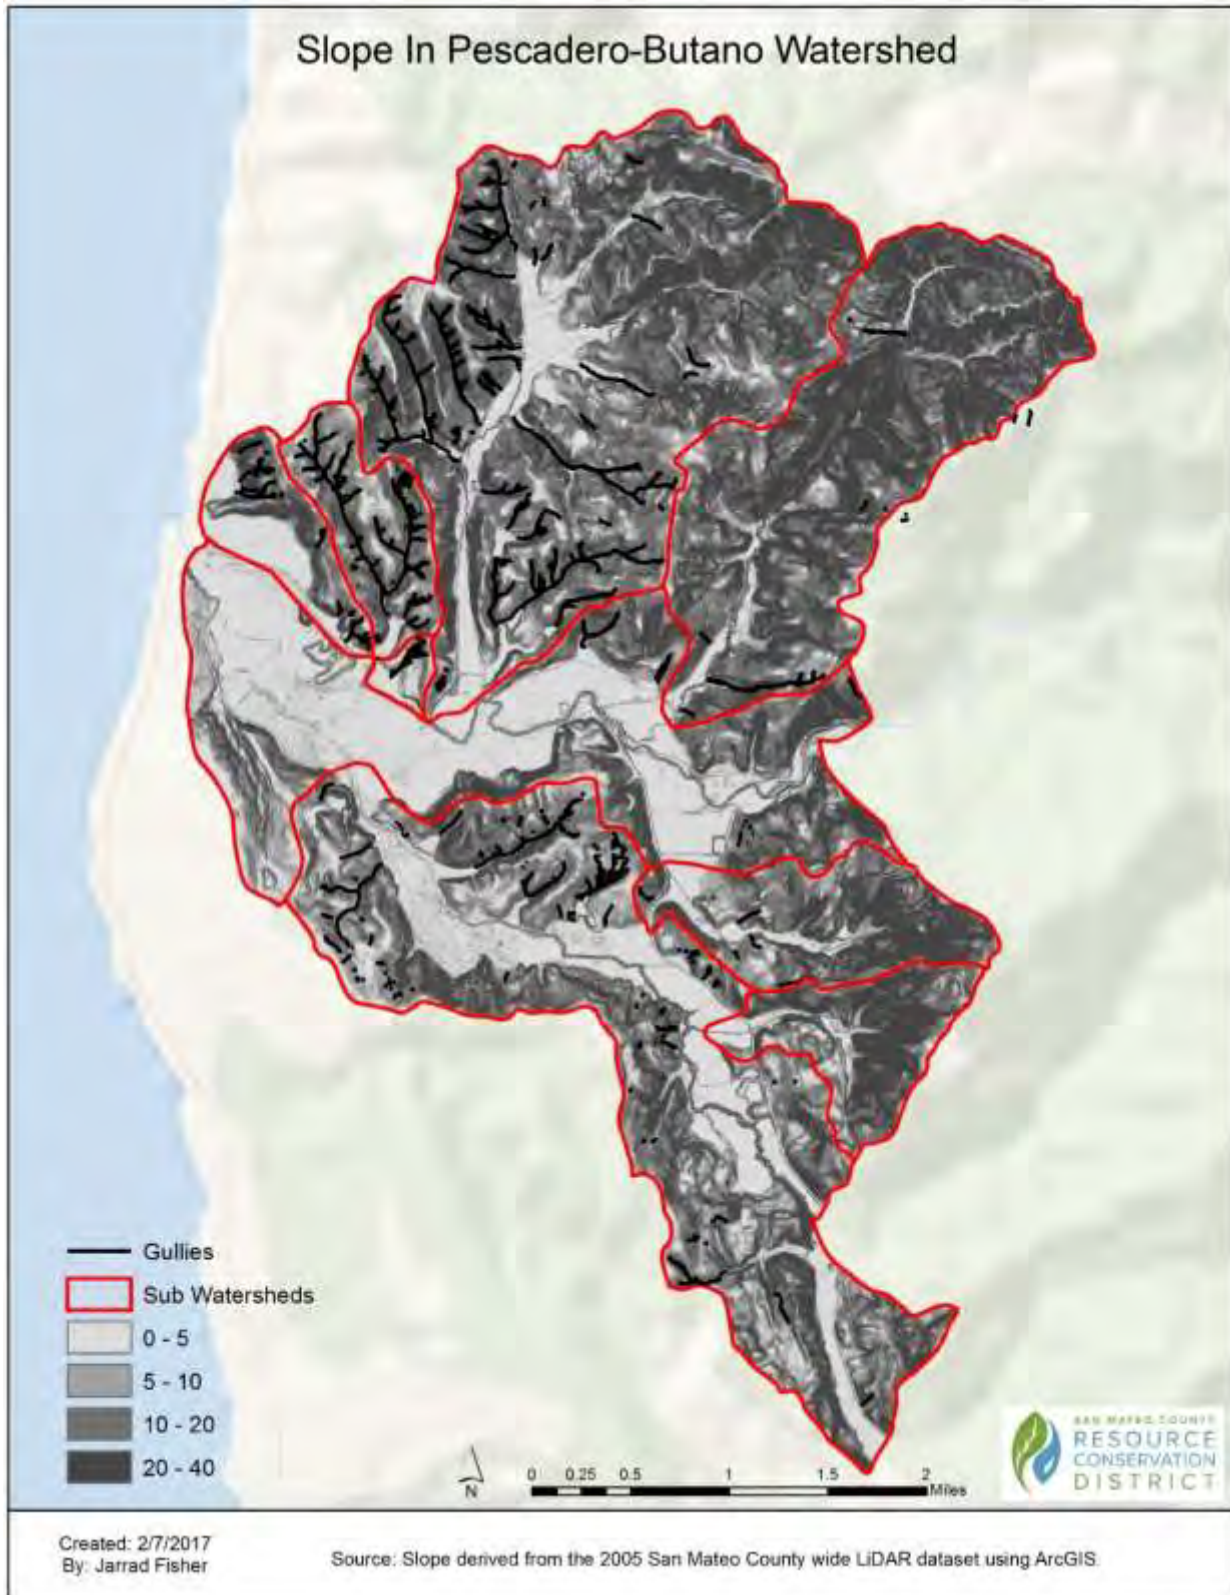 Slope In Pescadero-Butano Watershed
Gullies
Sub Watersheds
0 - 5
5 - 10
10 - 20
20 - 40
N
0 0.25 0.5 1 1.5 2
Miles
SAN MATEO COUNTY
RESOURCE
CONSERVATION
DISTRICT
Created: 2/7/2017
By: Jarrad Fisher
Source: Slope derived from the 2005 San Mateo County wide LiDAR dataset using ArcGIS.